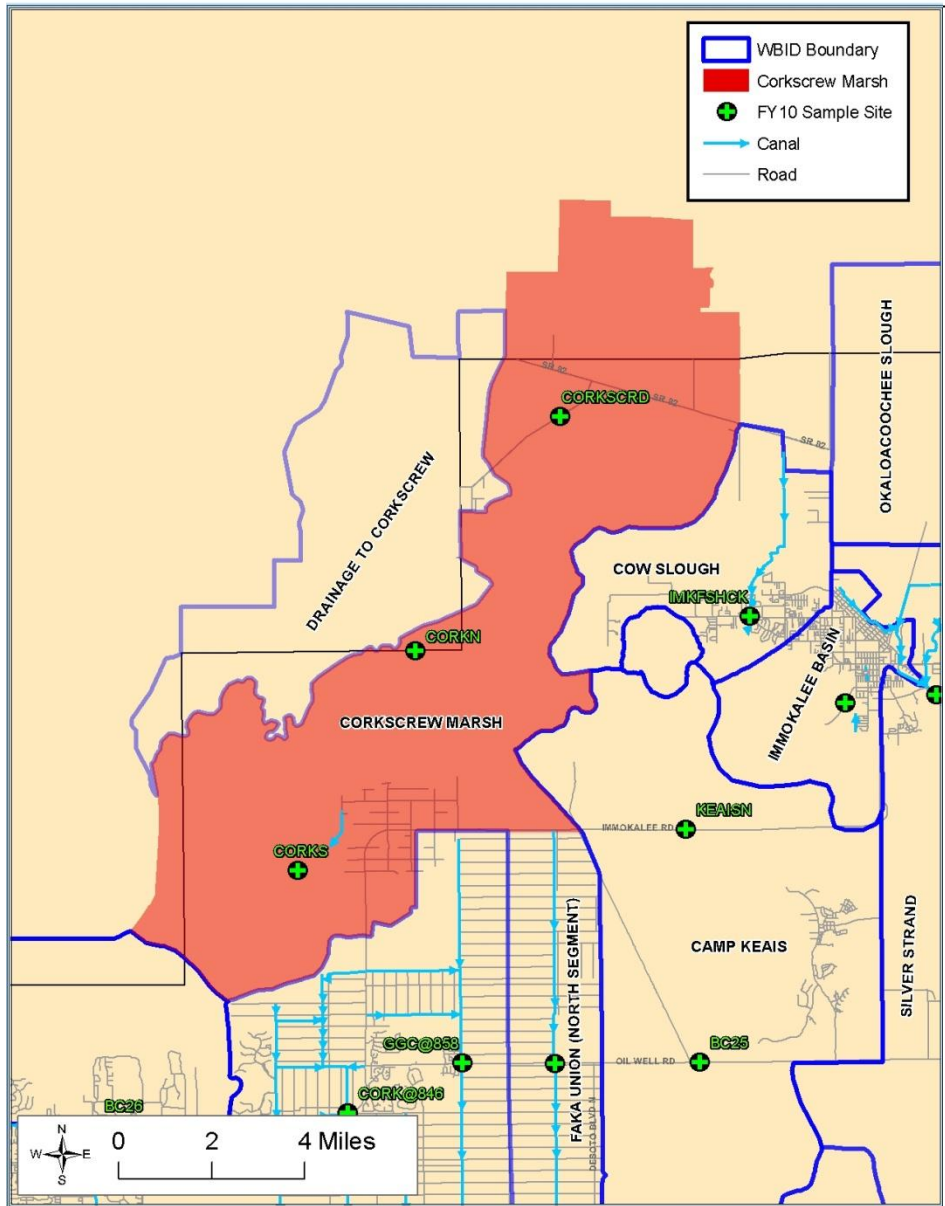 WBID Boundary
Corkscrew Marsh
FY10 Sample Site
Canal
Road
OKALOACOOCHEE SLOUGH
SR 82
CORKSCRD
SR 82
SR 82
DRAINAGE TO CORKSCREW
COW SLOUGH
IMKFSHCK
CORKN
IMMOKALEE BASIN
CORKSCREW MARSH
KEAISN
IMMOKALEE RD
CORKS
CAMP KEAIS
SILVER STRAND
FAKA UNION (NORTH SEGMENT)
GGC@858
OIL WELL RD
BC25
CORK@846
DESOTO BLVD N
BC26
N
W E
S
0 2 4 Miles